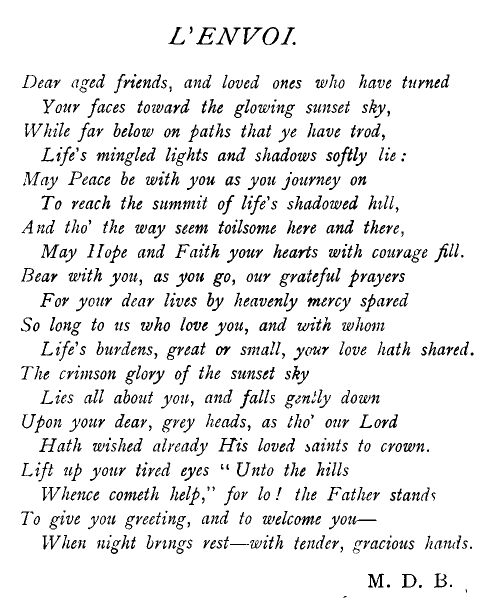 L'ENVOI.
Dear aged friends, and loved ones who have turned
Your faces toward the glowing sunset sky,
While far below on paths that ye have trod,
Life's mingled lights and shadows softly lie:
May Peace be with you as you journey on
To reach the summit of life's shadowed hill,
And tho' the way seem toilsome here and there,
May Hope and Faith your hearts with courage fill.
Bear with you, as you go, our grateful prayers
For your dear lives by heavenly mercy spared
So long to us who love you, and with whom
Life's burdens, great or small, your love hath shared.
The crimson glory of the sunset sky
Lies all about you, and falls gently down
Upon your dear, grey heads, as tho' our Lord
Hath wished already His loved saints to crown.
Lift up your tired eyes "Unto the hills
Whence cometh help," for lo! the Father stands
To give you greeting, and to welcome you—
When night brings rest—with tender, gracious hands.
M. D. B.